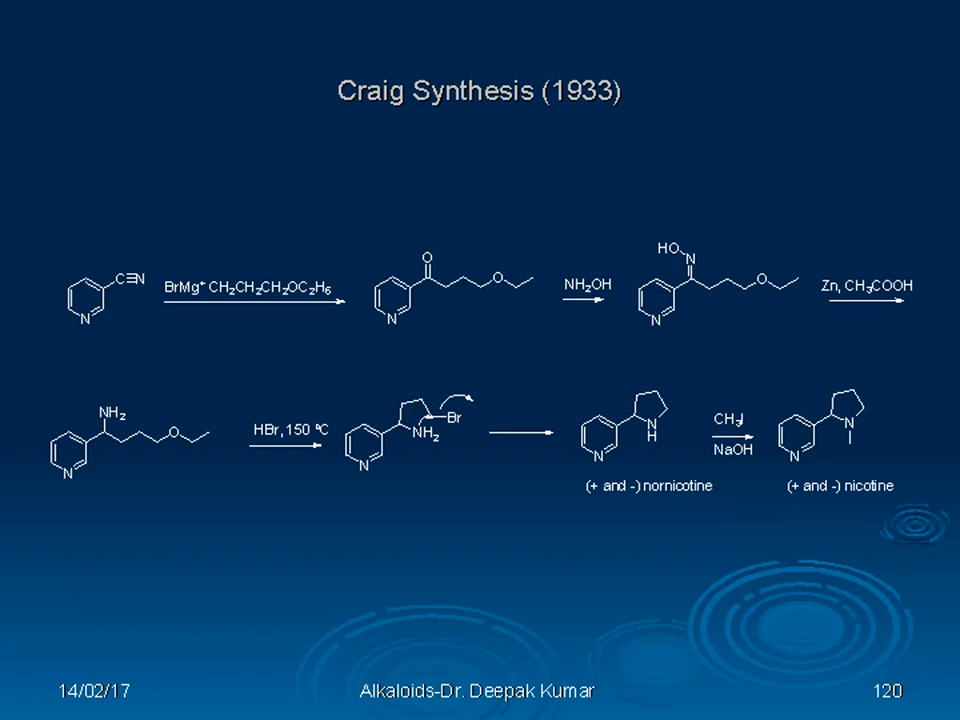 Craig Synthesis (1933)
C≡N
N
BrMg⁺ CH₂CH₂CH₂OC₂H₅
O
O
N
NH₂OH
HO
N
O
N
Zn, CH₃COOH
NH₂
O
N
HBr, 150 ºC
Br
NH₂
N
N
H
N
(+ and -) nornicotine
CH₃I
NaOH
N
N
(+ and -) nicotine
14/02/17
Alkaloids-Dr. Deepak Kumar
120